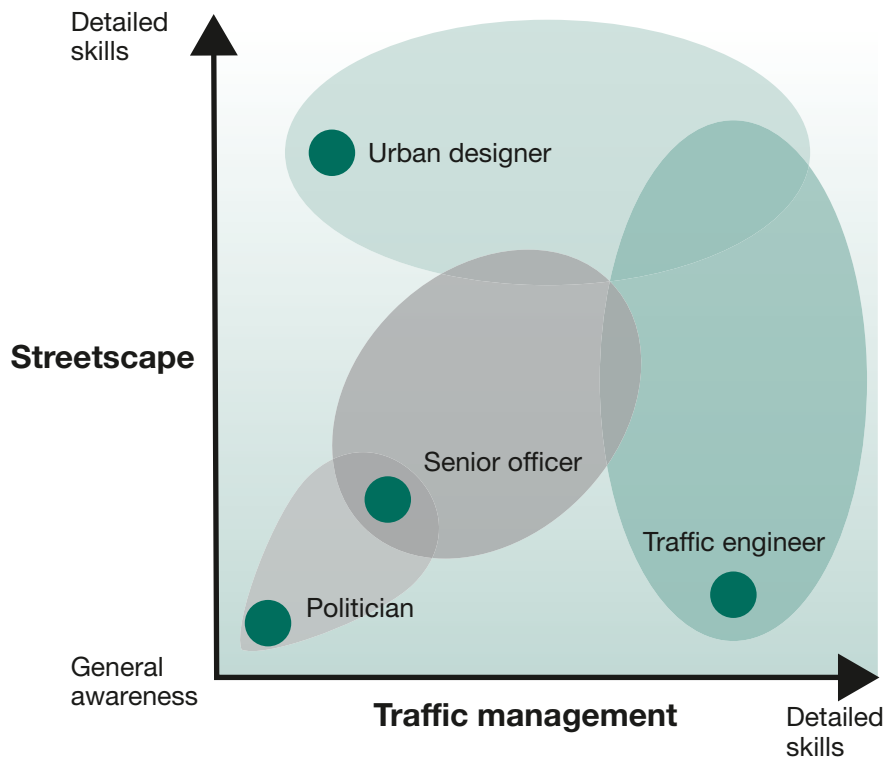 Detailed
skills
Urban designer
Streetscape
Senior officer
Traffic engineer
Politician
General
awareness
Traffic management
Detailed
skills